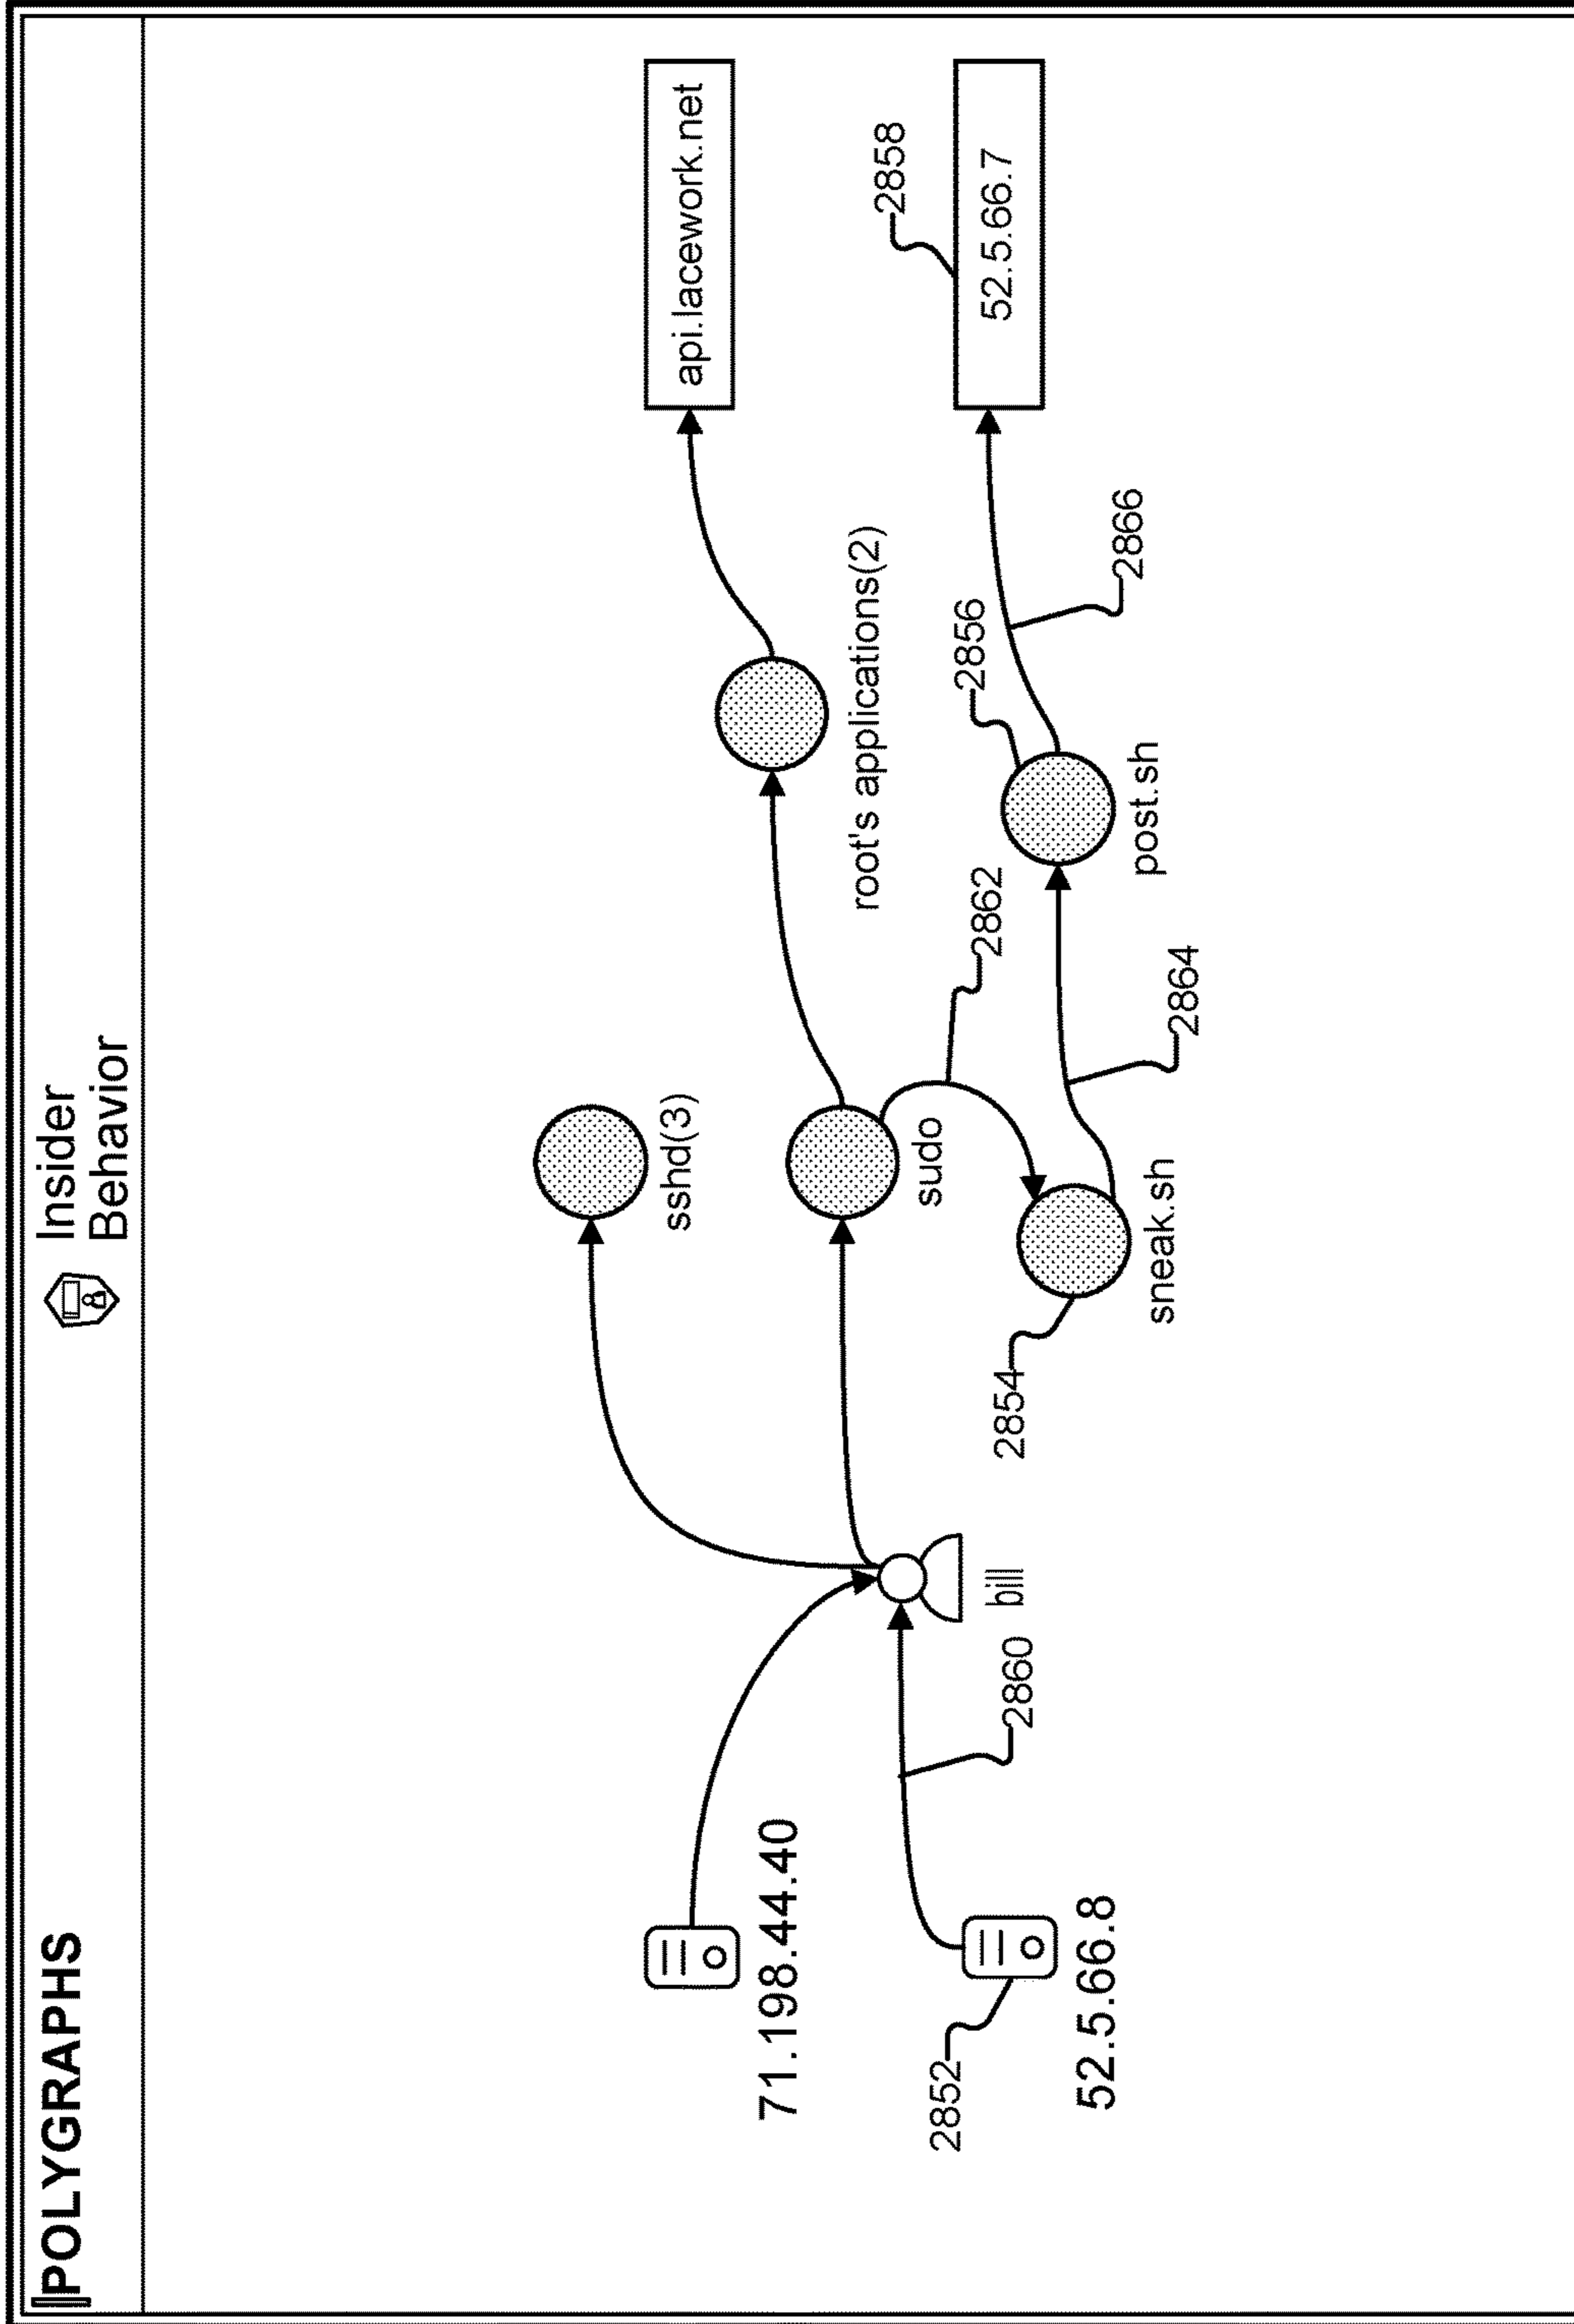 POLYGRAPHS
Insider
Behavior
sshd(3)
api.lacework.net
71.198.44.40
root's applications(2)
2858
sudo
2862
2856
52.5.66.7
2852
52.5.66.8
2860
bill
2854
sneak.sh
2864
post.sh
2866